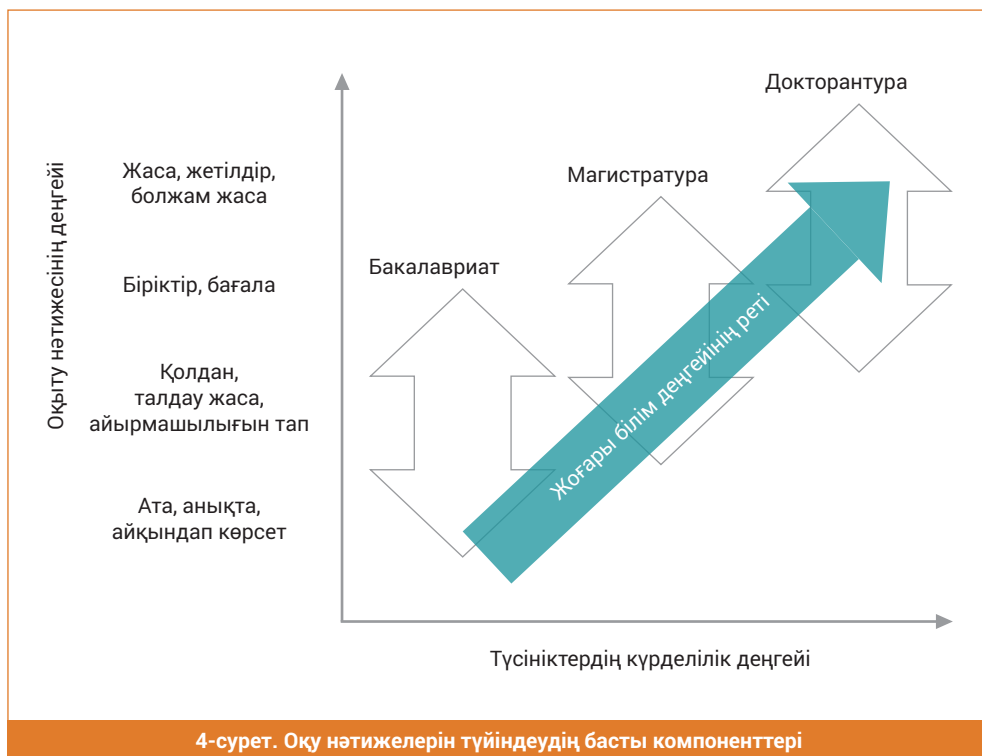 Докторантура
Магистратура
Бакалавриат
Оқыту нәтижесінің деңгейі
Жаса, жетілдір,
болжам жаса
Біріктір, бағала
Қолдан,
талдау жаса,
айырмашылығын тап
Ата, анықта,
айқындап көрсет
Жоғары білім деңгейінің реті
Түсініктердің күрделілік деңгейі
4-сурет. Оқу нәтижелерін түйіндеудің басты компоненттері